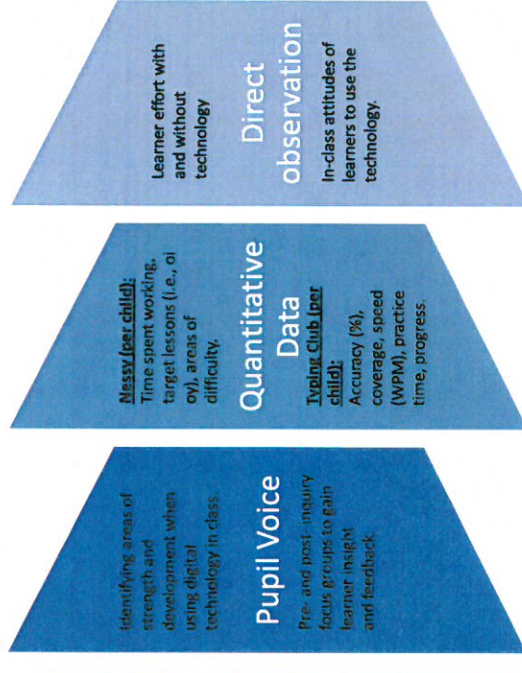 Identifying areas of
strength and
development when
using digital
technology in class.
Pupil Voice
Pre- and post- inquiry
focus groups to gain
learner insight
and feedback.
Nessy (per child):
Time spent working,
target lessons (i.e., oi
oy), areas of
difficulty.
Quantitative
Data
Typing Club (per
child):
Accuracy (%),
coverage, speed
(WPM), practice
time, progress.
Learner effort with
and without
technology
Direct
observation
In-class attitudes of
learners to use the
technology.